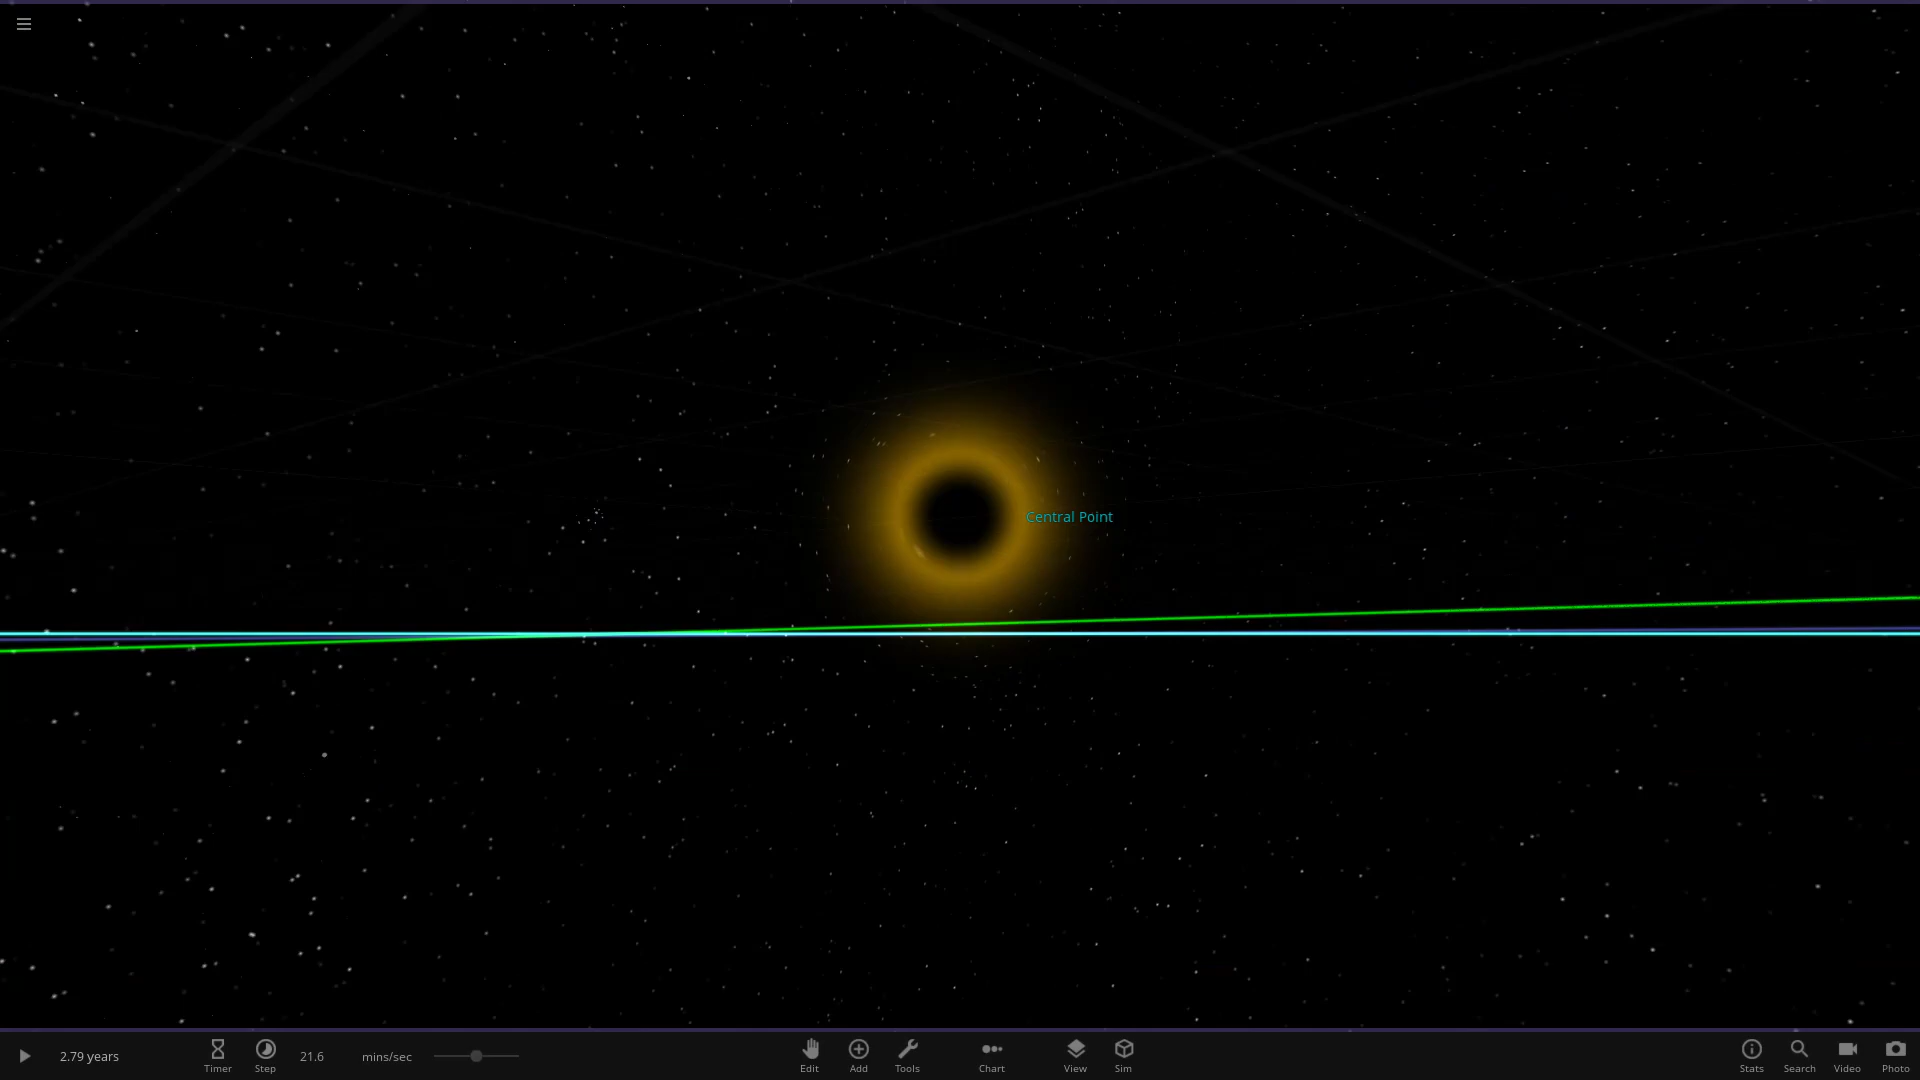 Central Point
2.79 years
Timer
Step
21.6
mins/sec
Edit
Add
Tools
Chart
View
Sim
Stats
Search
Video
Photo